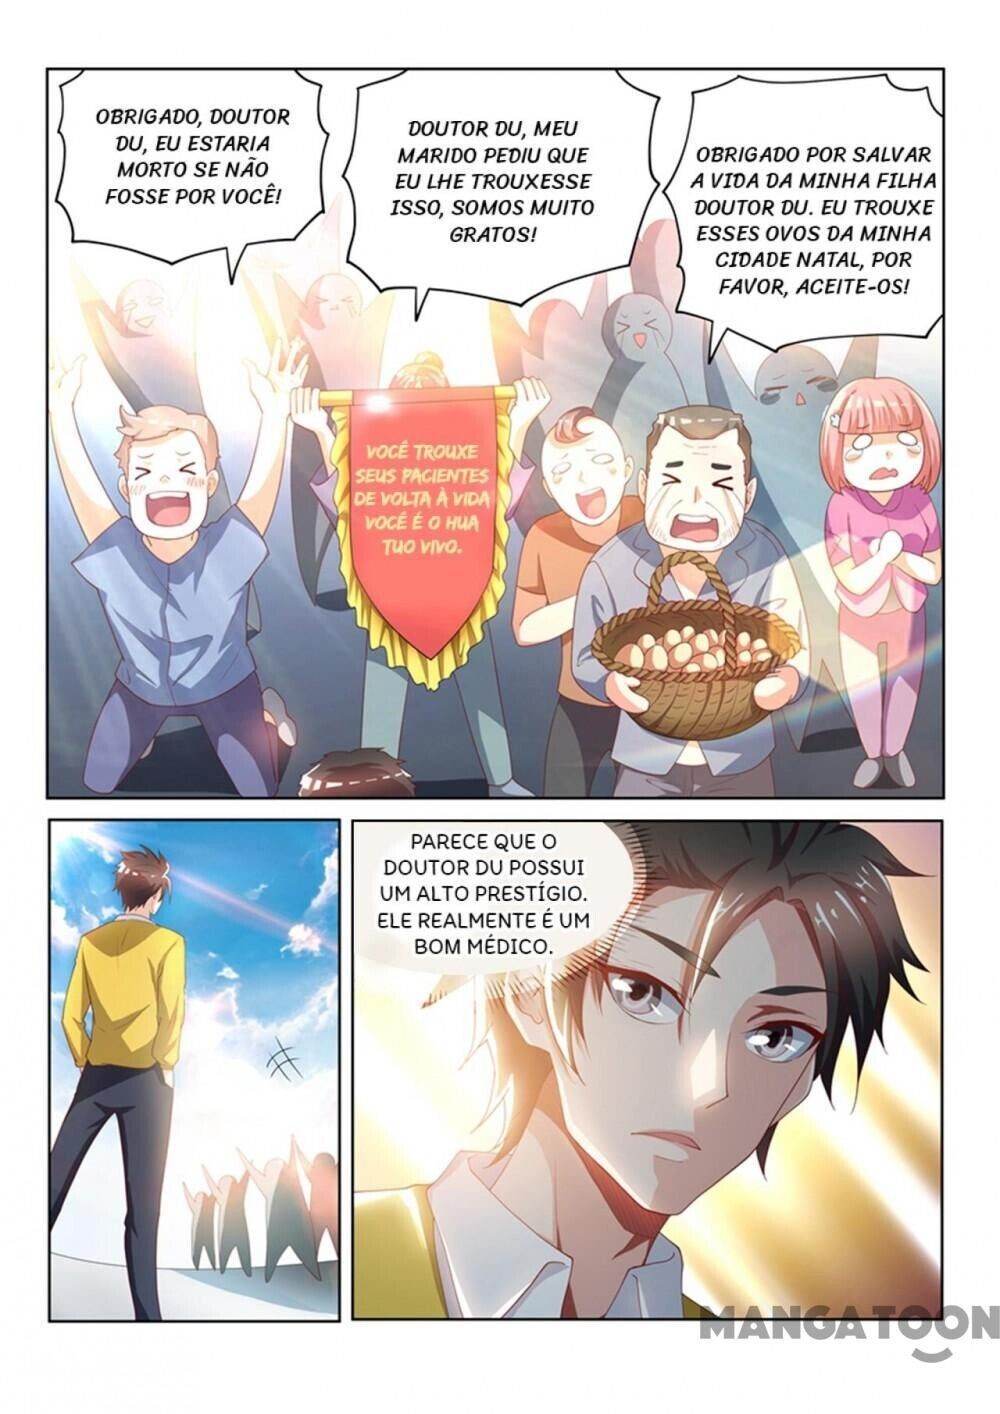 OBRIGADO, DOUTOR
DU, EU ESTARIA
MORTO SE NÃO
FOSSE POR VOCÊ!
DOUTOR DU, MEU
MARIDO PEDIU QUE
EU LHE TROUXESSE
ISSO, SOMOS MUITO
GRATOS!
OBRIGADO POR SALVAR
A VIDA DA MINHA FILHA
DOUTOR DU. EU TROUXE
ESSES OVOS DA MINHA
CIDADE NATAL, POR
FAVOR, ACEITE-OS!
VOCÊ TROUXE
SEUS PACIENTES
DE VOLTA À VIDA
VOCÊ É O HUA
TUO VIVO.
PARECE QUE O
DOUTOR DU POSSUI
UM ALTO PRESTÍGIO.
ELE REALMENTE É UM
BOM MÉDICO.
MANGATOON